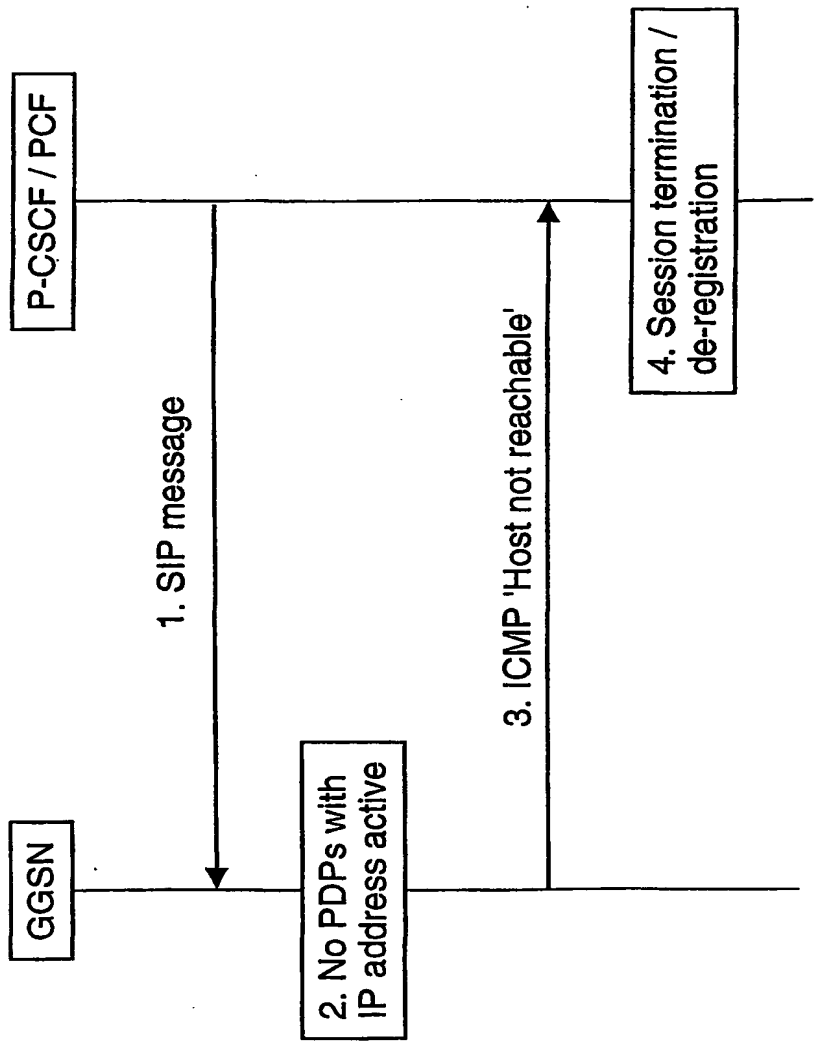 GGSN
P-CSCF / PCF
1. SIP message
2. No PDPs with
IP address active
3. ICMP 'Host not reachable'
4. Session termination /
de-registration